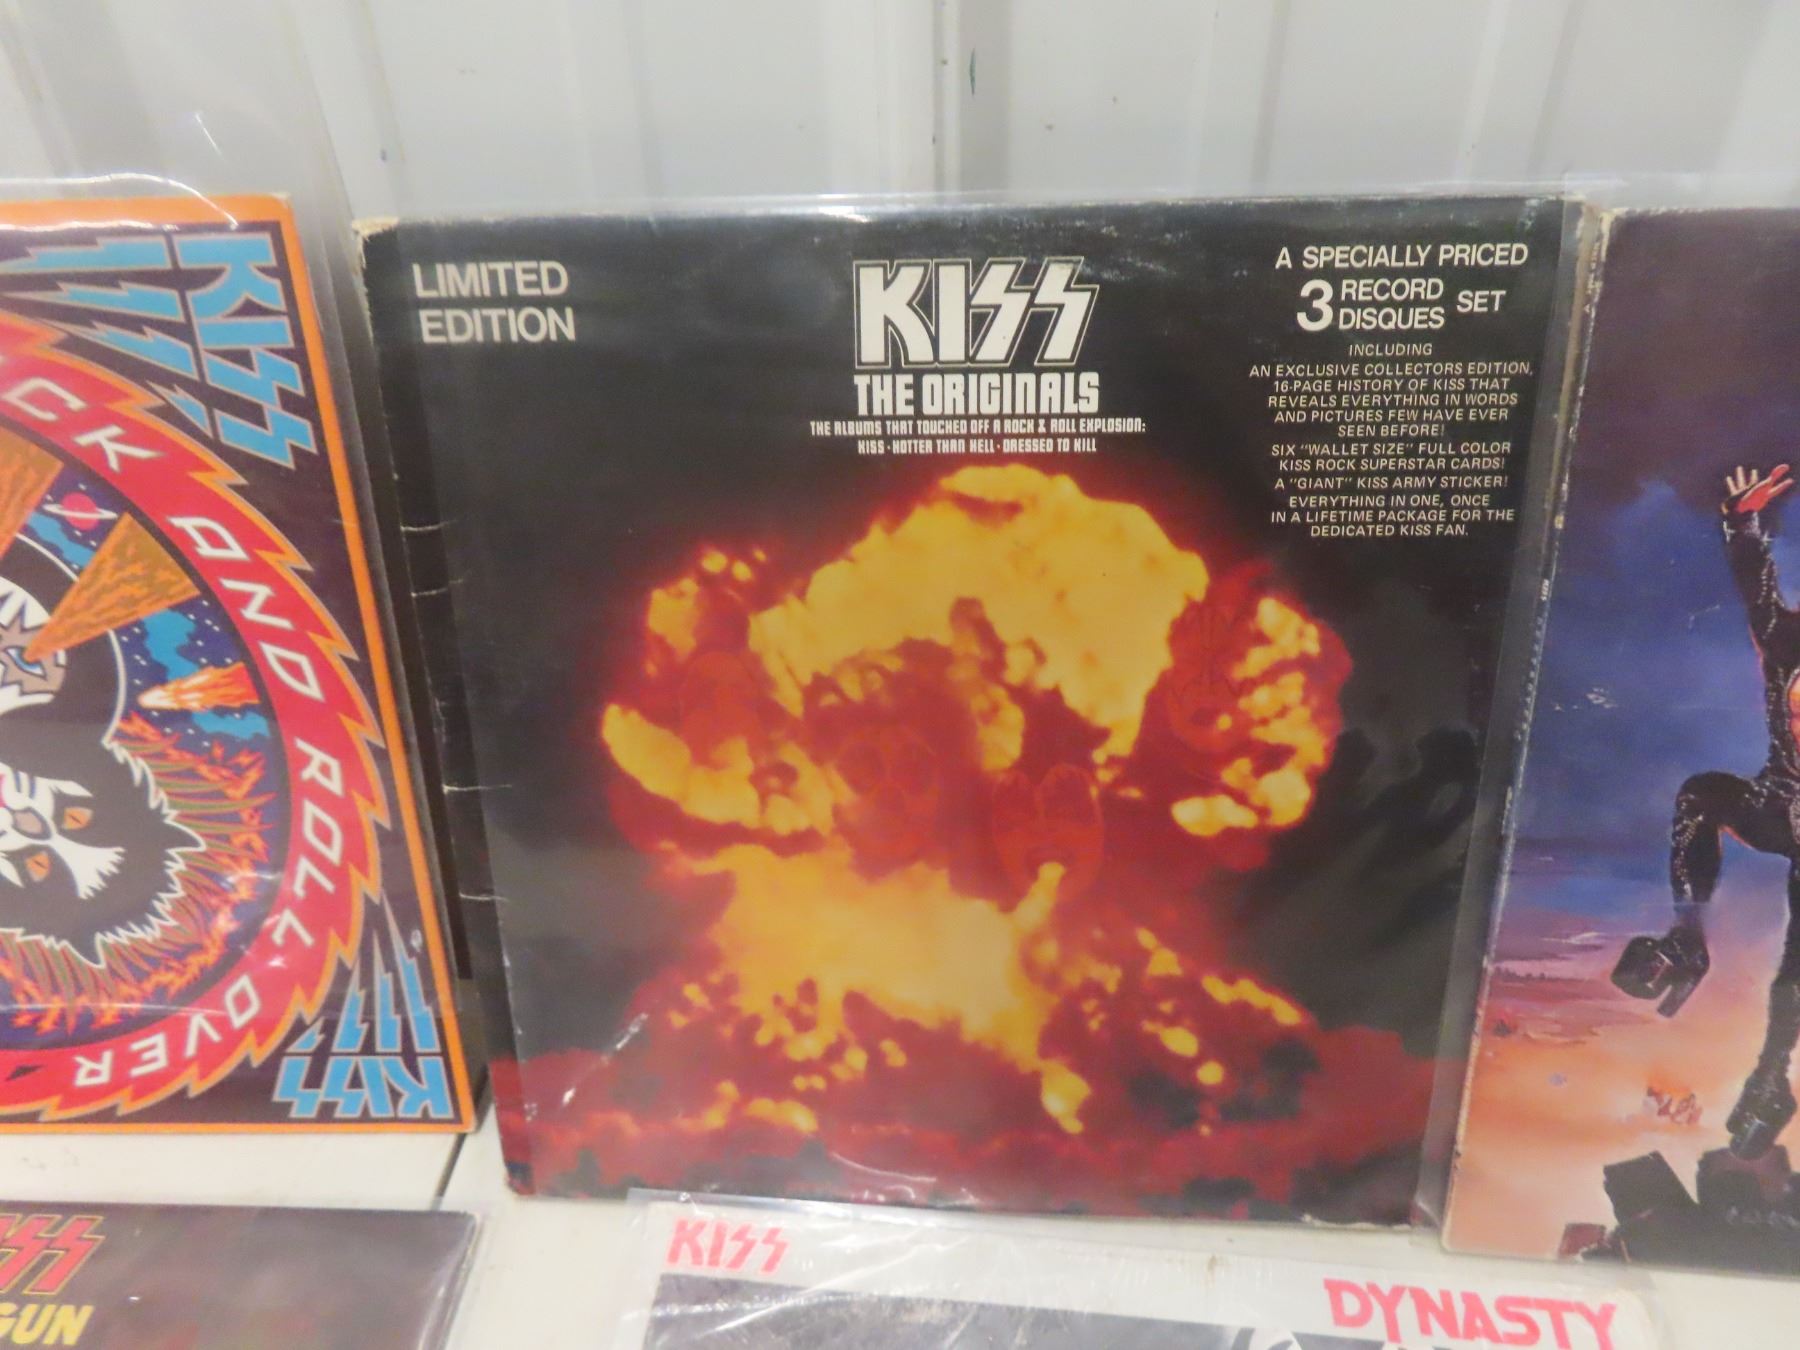 KISS
ROCK AND ROLL OVER
KISS
LIMITED
EDITION
KISS
THE ORIGINALS
THE ALBUMS THAT TOUCHED OFF A ROCK & ROLL EXPLOSION:
KISS · HOTTER THAN HELL · DRESSED TO KILL
A SPECIALLY PRICED
3 RECORD DISQUES SET
INCLUDING
AN EXCLUSIVE COLLECTORS EDITION,
16-PAGE HISTORY OF KISS THAT
REVEALS EVERYTHING IN WORDS
AND PICTURES FEW HAVE EVER
SEEN BEFORE!
SIX "WALLET SIZE" FULL COLOR
KISS ROCK SUPERSTAR CARDS!
A "GIANT" KISS ARMY STICKER!
EVERYTHING IN ONE, ONCE
IN A LIFETIME PACKAGE FOR THE
DEDICATED KISS FAN.
ISS
GUN
KISS
DYNASTY